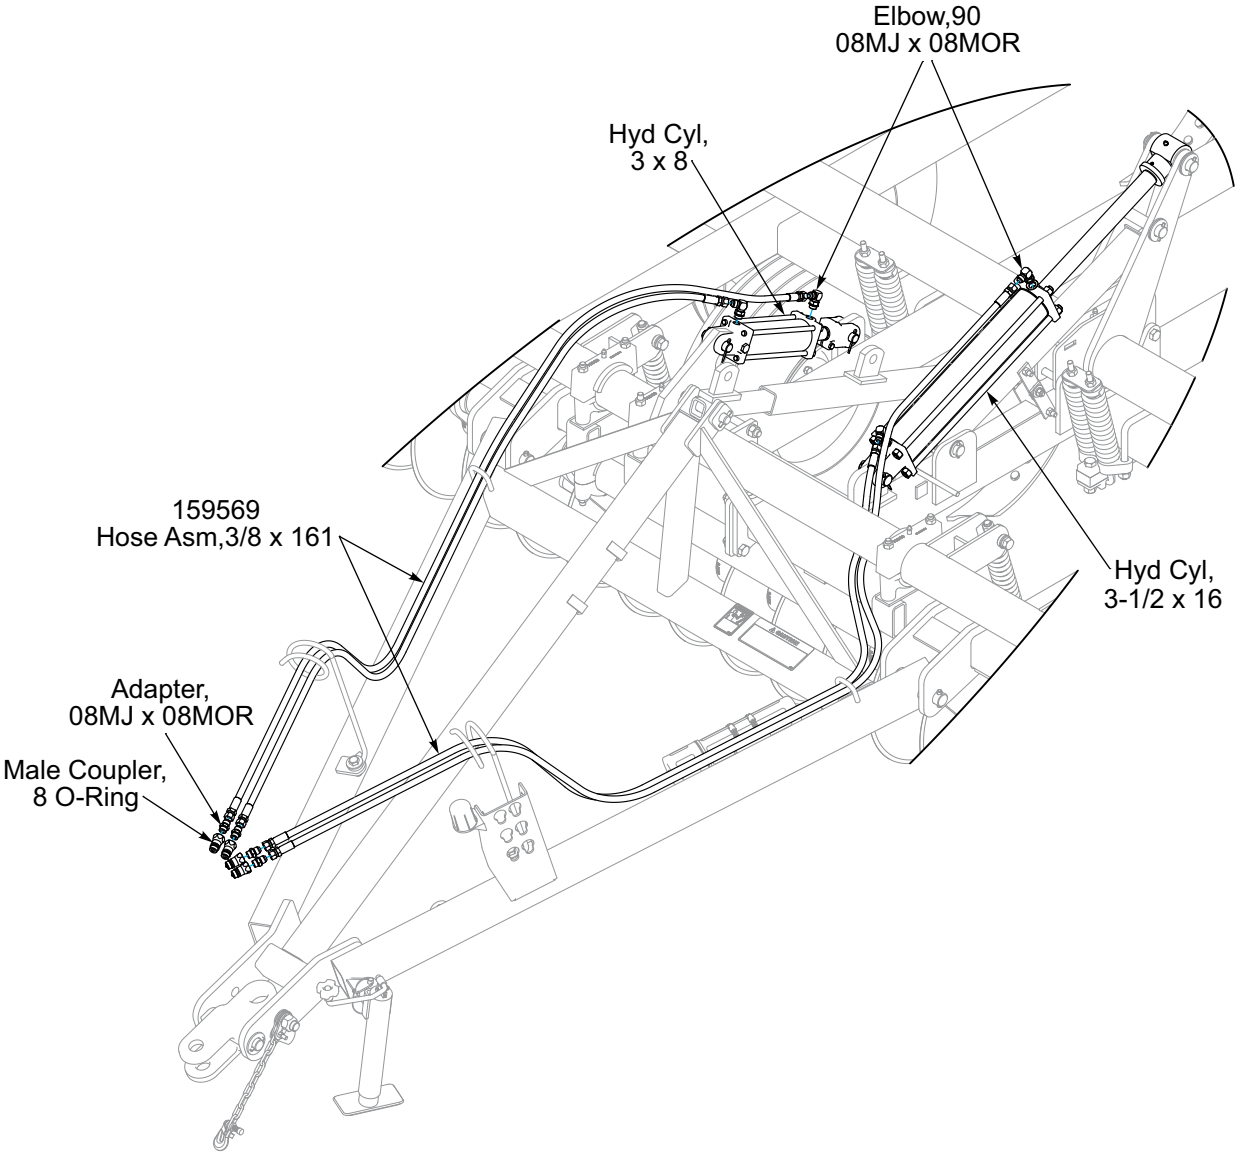 Elbow,90
08MJ x 08MOR
Hyd Cyl,
3 x 8
159569
Hose Asm,3/8 x 161
Hyd Cyl,
3-1/2 x 16
Adapter,
08MJ x 08MOR
Male Coupler,
8 O-Ring
CAUTION